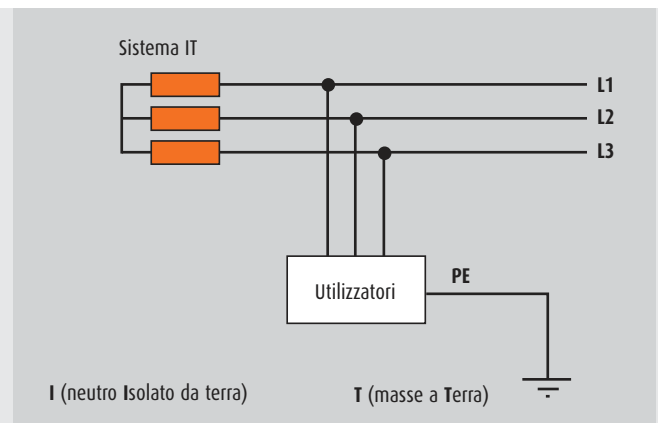 Sistema IT
L1
L2
L3
Utilizzatori
PE
I (neutro Isolato da terra)
T (masse a Terra)